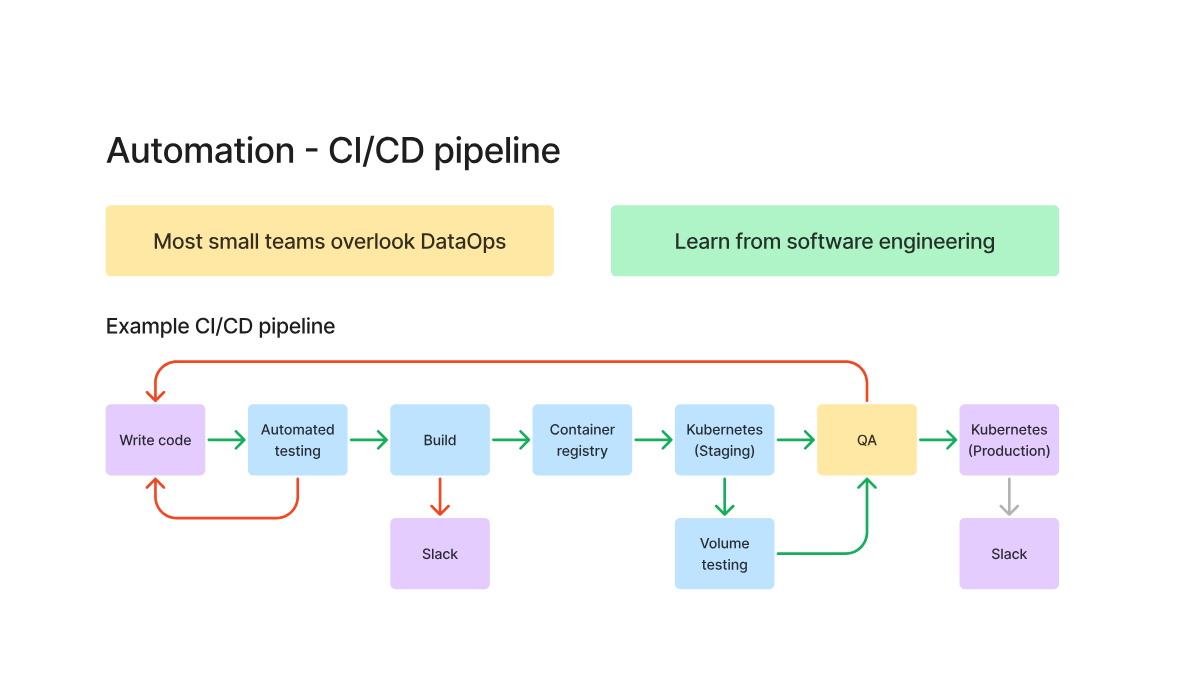 Automation - CI/CD pipeline
Most small teams overlook DataOps
Learn from software engineering
Example CI/CD pipeline
Write code
Automated
testing
Build
Container
registry
Kubernetes
(Staging)
QA
Kubernetes
(Production)
Slack
Volume
testing
Slack